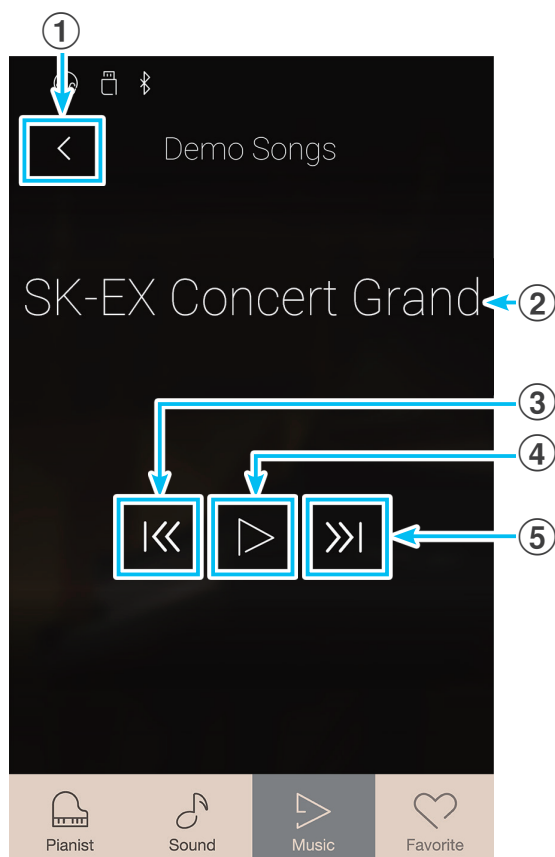 ①
Demo Songs
SK-EX Concert Grand
②
③
④
⑤
Pianist Sound Music Favorite